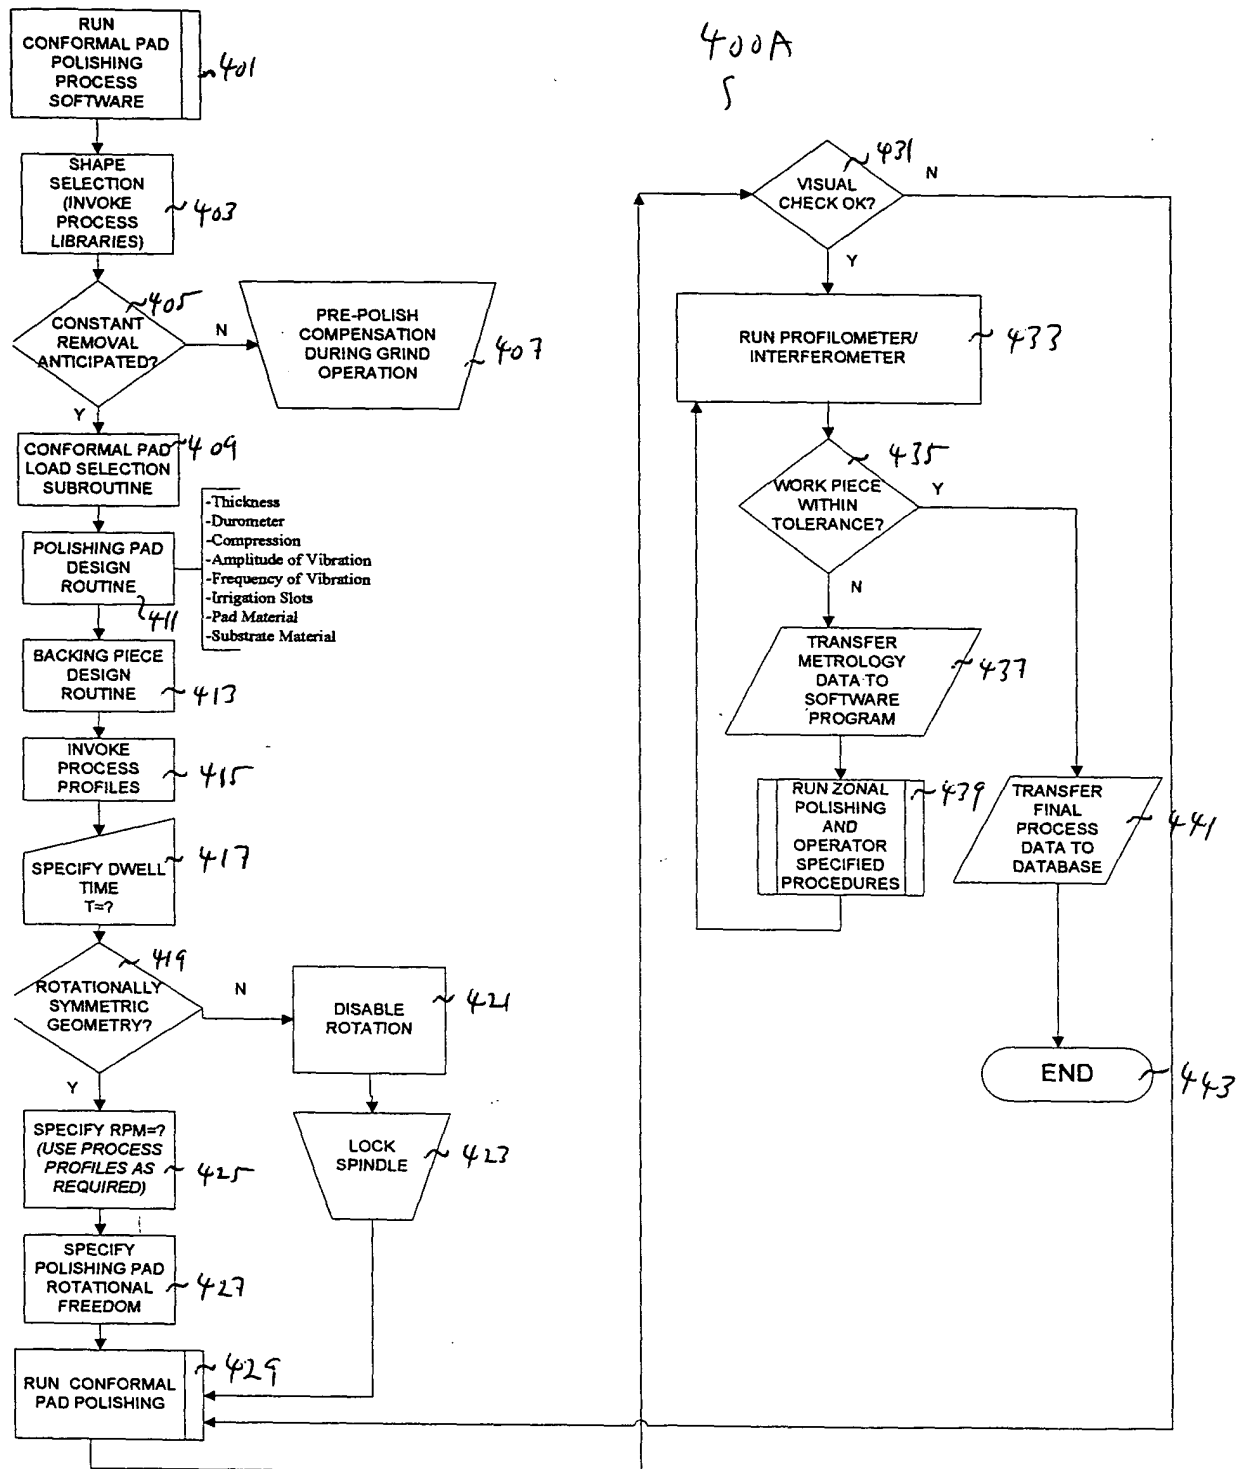 RUN
CONFORMAL PAD
POLISHING
PROCESS
SOFTWARE
401
SHAPE
SELECTION
(INVOKE
PROCESS
LIBRARIES)
403
405
CONSTANT
REMOVAL
ANTICIPATED?
N
Y
PRE-POLISH
COMPENSATION
DURING GRIND
OPERATION
407
CONFORMAL PAD
LOAD SELECTION
SUBROUTINE
409
POLISHING PAD
DESIGN
ROUTINE
411
-Thickness
-Durometer
-Compression
-Amplitude of Vibration
-Frequency of Vibration
-Irrigation Slots
-Pad Material
-Substrate Material
BACKING PIECE
DESIGN
ROUTINE
413
INVOKE
PROCESS
PROFILES
415
SPECIFY DWELL
TIME
T=?
417
419
ROTATIONALLY
SYMMETRIC
GEOMETRY?
N
Y
DISABLE
ROTATION
421
LOCK
SPINDLE
423
SPECIFY RPM=?
(USE PROCESS
PROFILES AS
REQUIRED)
425
SPECIFY
POLISHING PAD
ROTATIONAL
FREEDOM
427
RUN CONFORMAL
PAD POLISHING
429
400A
431
VISUAL
CHECK OK?
N
Y
RUN PROFILOMETER/
INTERFEROMETER
433
435
WORK PIECE
WITHIN
TOLERANCE?
Y
N
TRANSFER
METROLOGY
DATA TO
SOFTWARE
PROGRAM
437
RUN ZONAL
POLISHING
AND
OPERATOR
SPECIFIED
PROCEDURES
439
TRANSFER
FINAL
PROCESS
DATA TO
DATABASE
441
END
443